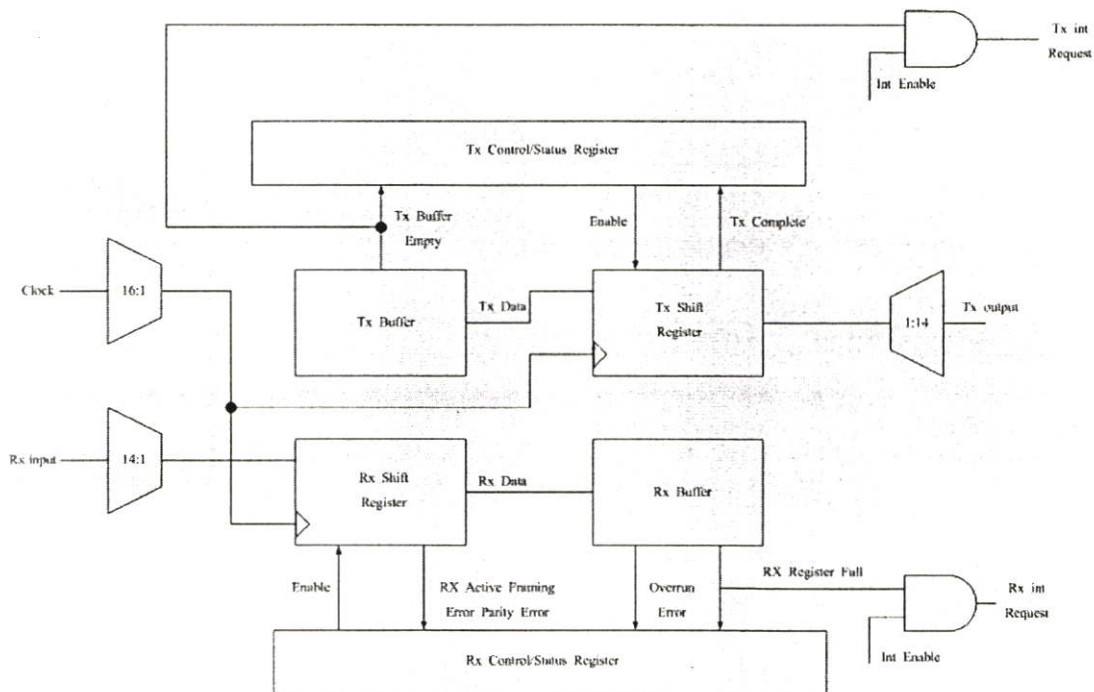 Tx int
Request
Int Enable
Tx Control/Status Register
Tx Buffer
Empty
Enable
Tx Complete
Clock
16:1
Tx Buffer
Tx Data
Tx Shift
Register
1:14
Tx output
Rx input
14:1
Rx Shift
Register
Rx Data
Rx Buffer
Enable
RX Active Framing
Error Parity Error
Overrun
Error
RX Register Full
Rx int
Request
Int Enable
Rx Control/Status Register